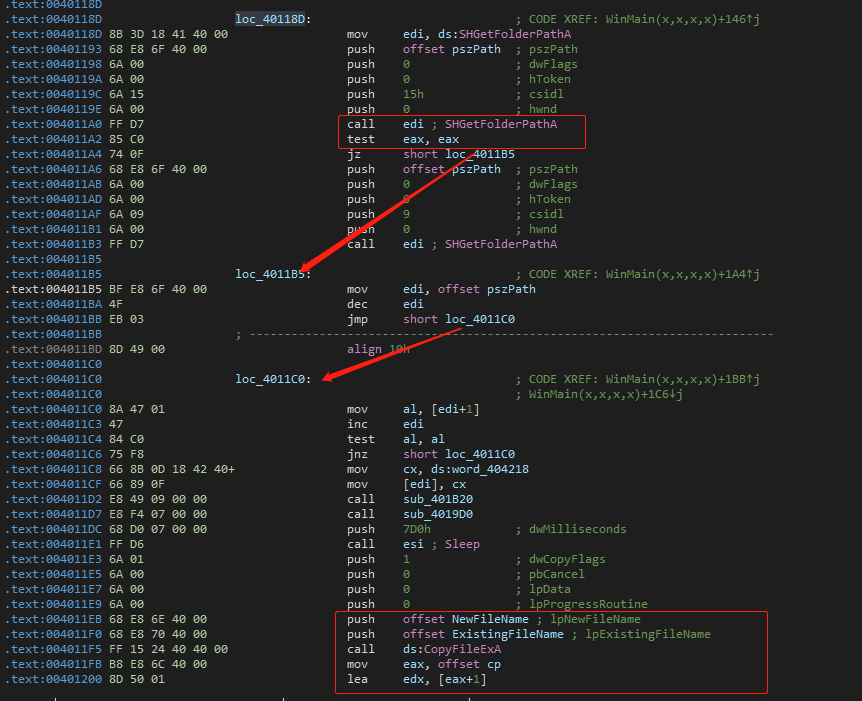 .text:0040118D
.text:0040118D loc_40118D: ; CODE XREF: WinMain(x,x,x,x)+146↑j
.text:0040118D 8B 3D 18 41 40 00 mov edi, ds:SHGetFolderPathA
.text:00401193 68 E8 6F 40 00 push offset pszPath ; pszPath
.text:00401198 6A 00 push 0 ; dwFlags
.text:0040119A 6A 00 push 0 ; hToken
.text:0040119C 6A 15 push 15h ; csidl
.text:0040119E 6A 00 push 0 ; hwnd
.text:004011A0 FF D7 call edi ; SHGetFolderPathA
.text:004011A2 85 C0 test eax, eax
.text:004011A4 74 0F jz short loc_4011B5
.text:004011A6 68 E8 6F 40 00 push offset pszPath ; pszPath
.text:004011AB 6A 00 push 0 ; dwFlags
.text:004011AD 6A 00 push 0 ; hToken
.text:004011AF 6A 09 push 9 ; csidl
.text:004011B1 6A 00 push 0 ; hwnd
.text:004011B3 FF D7 call edi ; SHGetFolderPathA
.text:004011B5
.text:004011B5 loc_4011B5: ; CODE XREF: WinMain(x,x,x,x)+1A4↑j
.text:004011B5 BF E8 6F 40 00 mov edi, offset pszPath
.text:004011BA 4F dec edi
.text:004011BB EB 03 jmp short loc_4011C0
.text:004011BB ; ---------------------------------------------------------------------------
.text:004011BD 8D 49 00 align 10h
.text:004011C0
.text:004011C0 loc_4011C0: ; CODE XREF: WinMain(x,x,x,x)+1BB↑j
.text:004011C0 ; WinMain(x,x,x,x)+1C6↓j
.text:004011C0 8A 47 01 mov al, [edi+1]
.text:004011C3 47 inc edi
.text:004011C4 84 C0 test al, al
.text:004011C6 75 F8 jnz short loc_4011C0
.text:004011C8 66 8B 0D 18 42 40+ mov cx, ds:word_404218
.text:004011CF 66 89 0F mov [edi], cx
.text:004011D2 E8 49 09 00 00 call sub_401B20
.text:004011D7 E8 F4 07 00 00 call sub_4019D0
.text:004011DC 68 D0 07 00 00 push 7D0h ; dwMilliseconds
.text:004011E1 FF D6 call esi ; Sleep
.text:004011E3 6A 01 push 1 ; dwCopyFlags
.text:004011E5 6A 00 push 0 ; pbCancel
.text:004011E7 6A 00 push 0 ; lpData
.text:004011E9 6A 00 push 0 ; lpProgressRoutine
.text:004011EB 68 E8 6E 40 00 push offset NewFileName ; lpNewFileName
.text:004011F0 68 E8 70 40 00 push offset ExistingFileName ; lpExistingFileName
.text:004011F5 FF 15 24 40 40 00 call ds:CopyFileExA
.text:004011FB B8 E8 6C 40 00 mov eax, offset cp
.text:00401200 8D 50 01 lea edx, [eax+1]